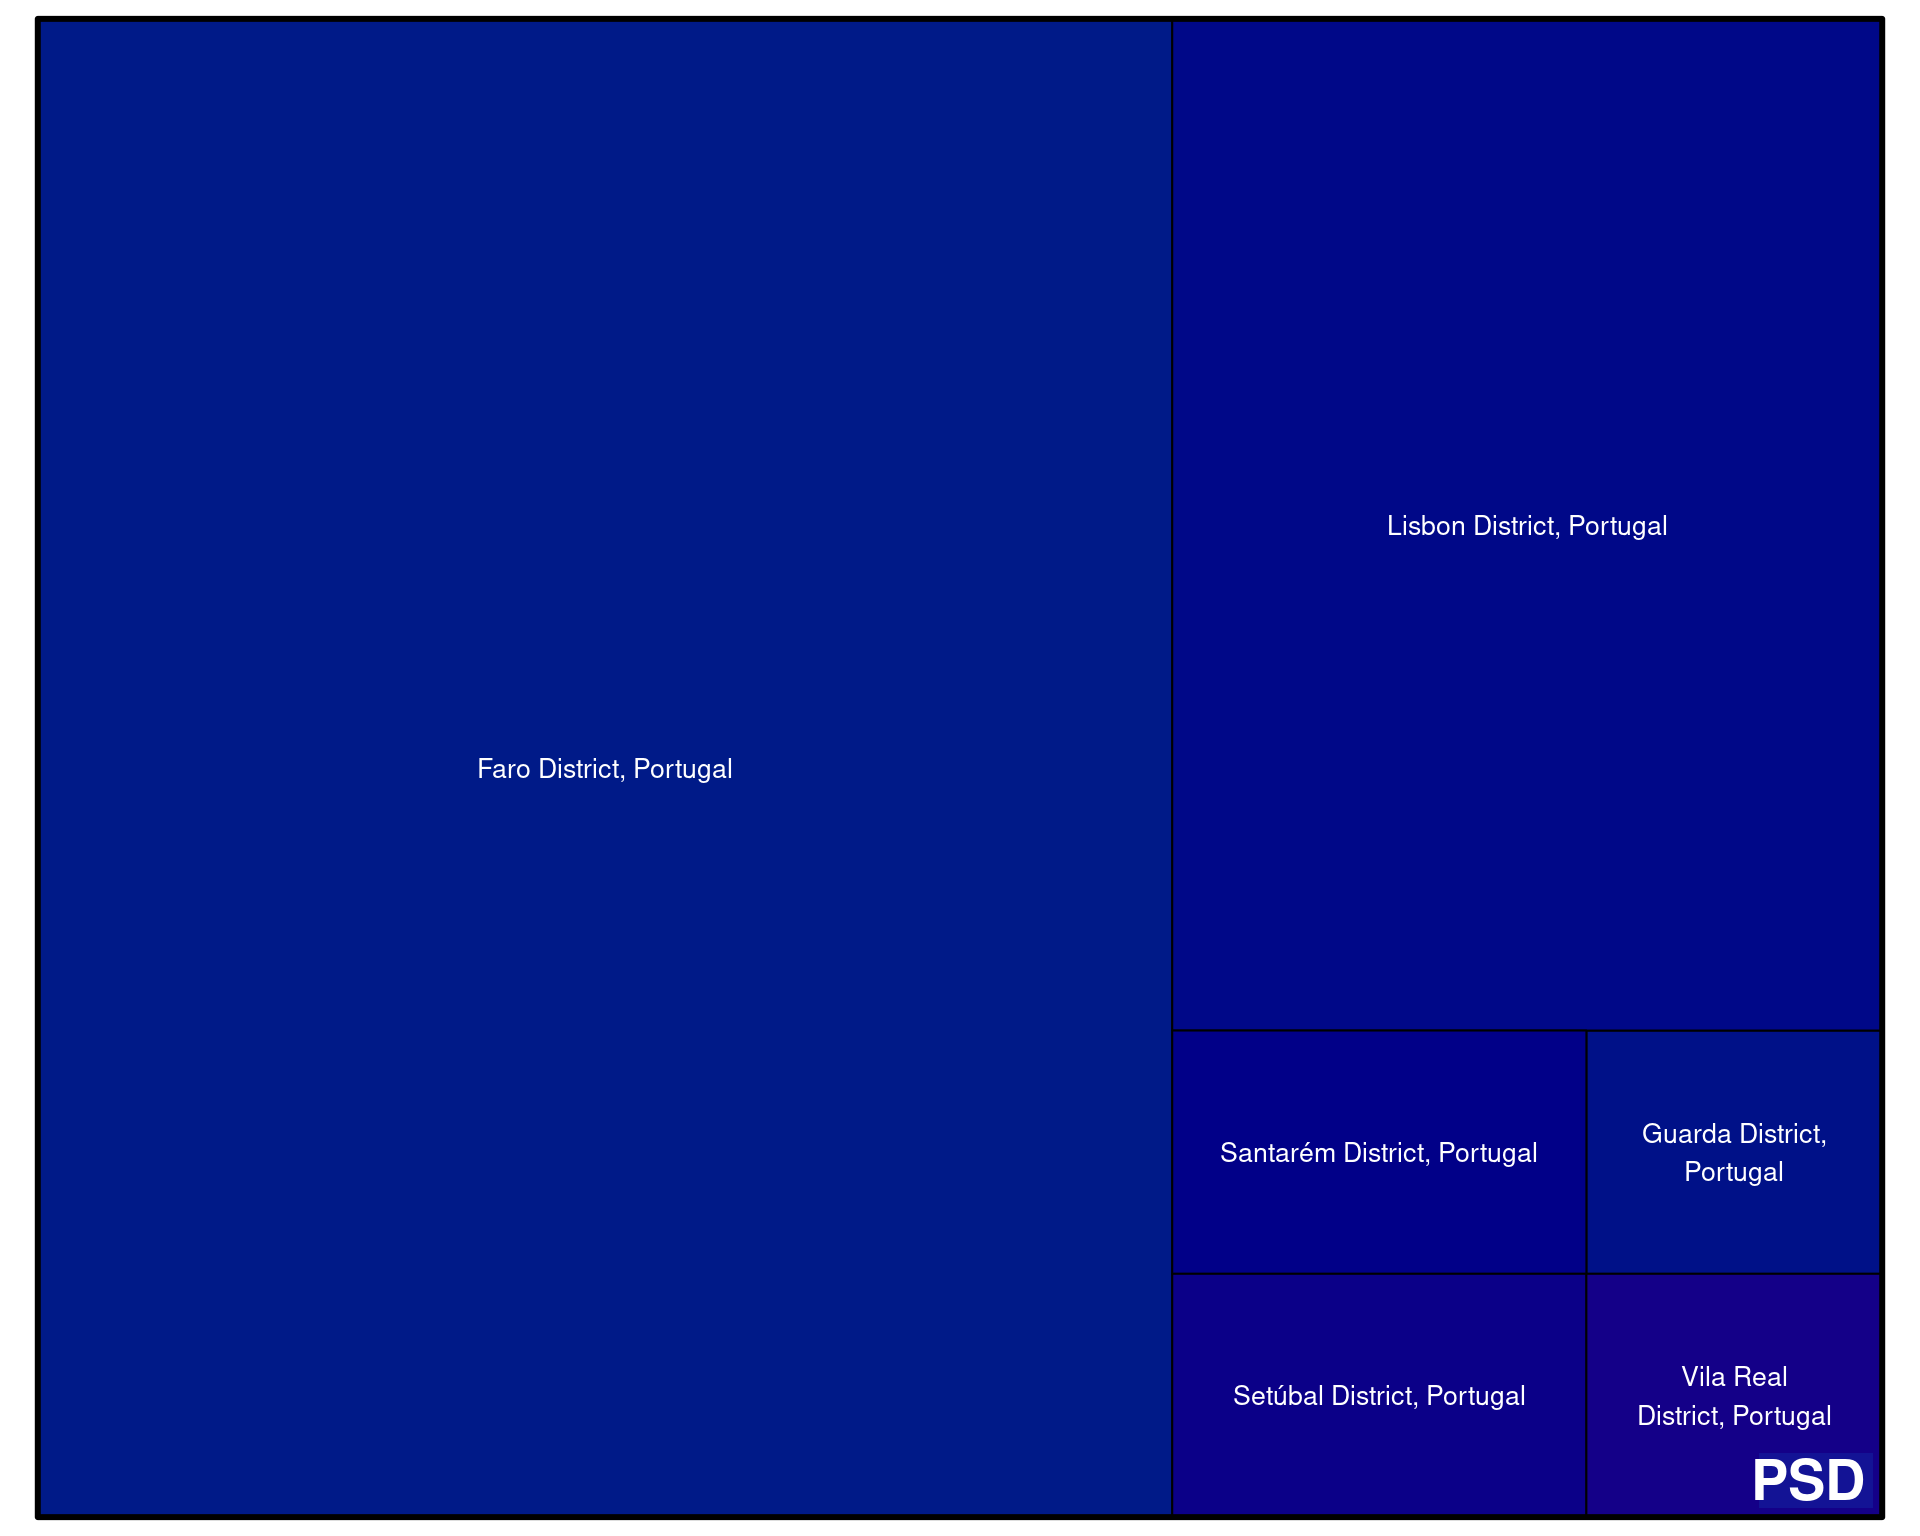 Faro District, Portugal
Lisbon District, Portugal
Santarém District, Portugal
Guarda District,
Portugal
Setúbal District, Portugal
Vila Real
District, Portugal
PSD